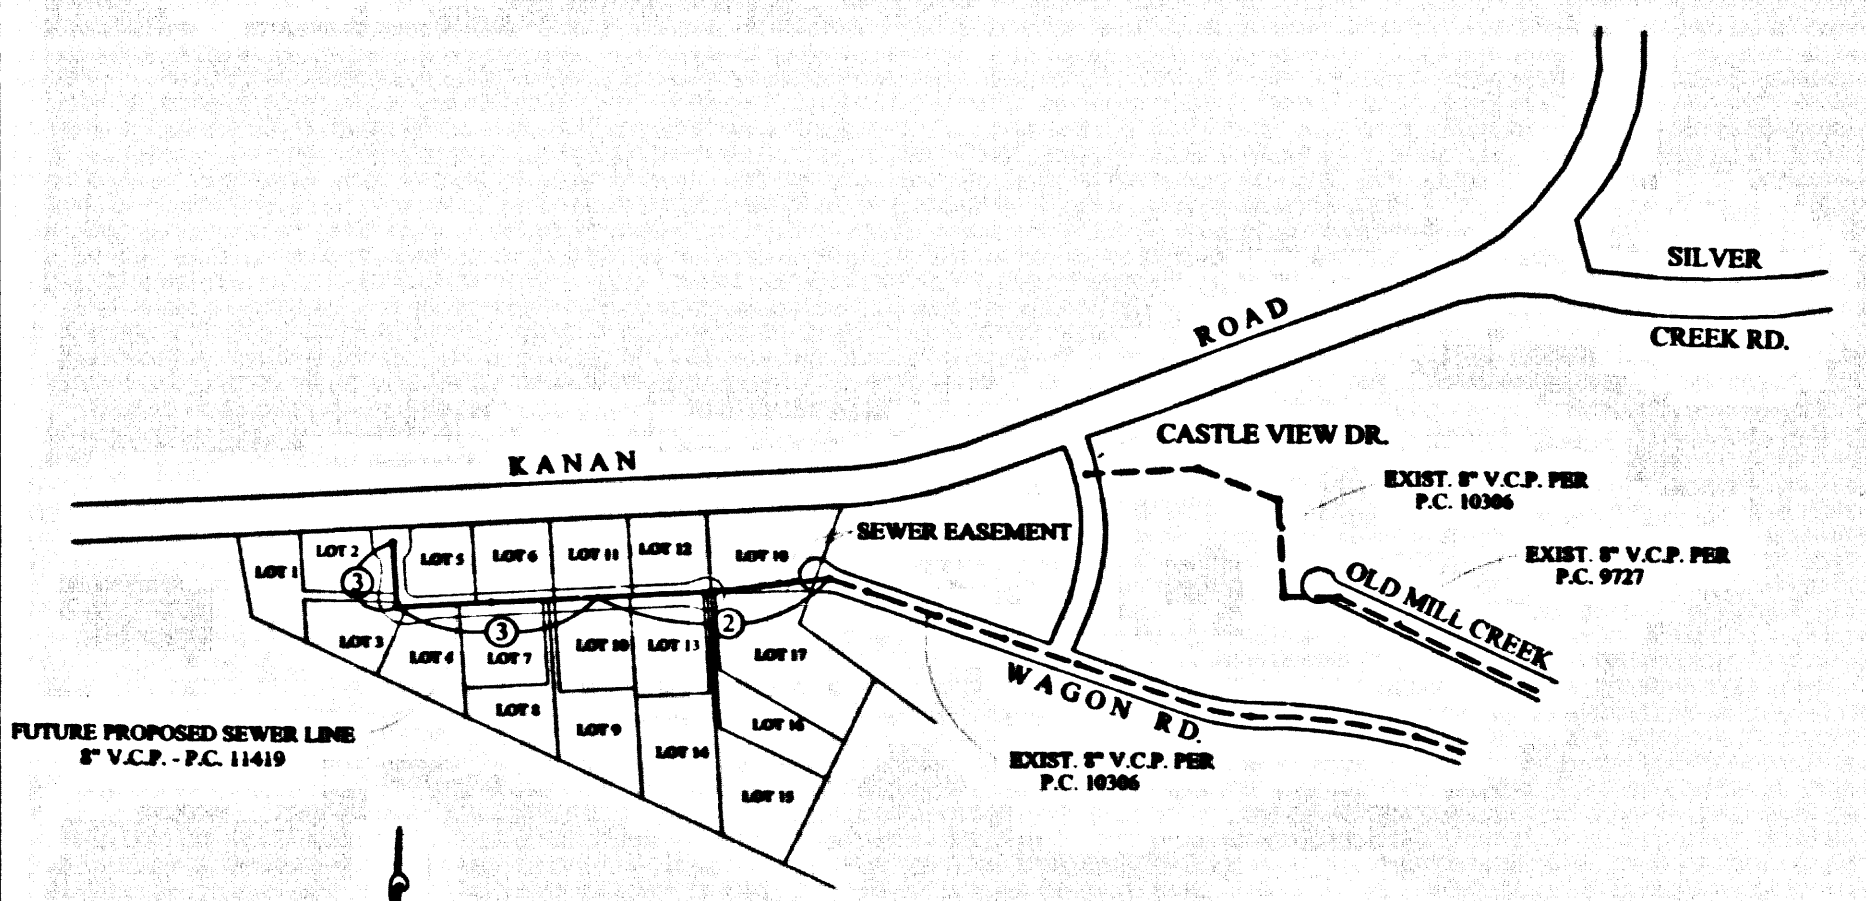 SILVER
CREEK RD.
ROAD
KANAN
CASTLE VIEW DR.
EXIST. 8" V.C.P. PER
P.C. 10306
SEWER EASEMENT
EXIST. 8" V.C.P. PER
P.C. 9727
OLD MILL CREEK
LOT 1
LOT 2
LOT 5
LOT 6
LOT 11
LOT 12
LOT 18
3
3
2
LOT 3
LOT 4
LOT 7
LOT 10
LOT 13
LOT 17
LOT 8
LOT 9
LOT 14
LOT 16
LOT 15
WAGON RD.
FUTURE PROPOSED SEWER LINE
8" V.C.P. - P.C. 11419
EXIST. 8" V.C.P. PER
P.C. 10306